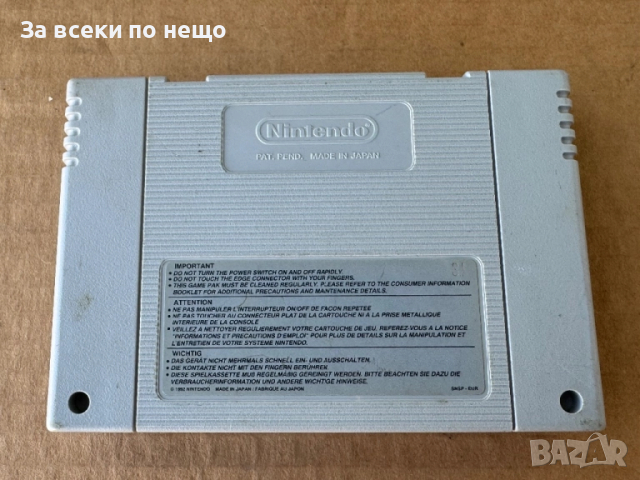 За всеки по нещо
Nintendo
PAT. PEND. MADE IN JAPAN
IMPORTANT
• DO NOT TURN THE POWER SWITCH ON AND OFF RAPIDLY.
• DO NOT TOUCH THE EDGE CONNECTOR WITH YOUR FINGERS.
• THIS GAME PAK MUST BE CLEANED REGULARLY. PLEASE REFER TO THE CONSUMER INFORMATION
BOOKLET FOR ADDITIONAL PRECAUTIONS AND MAINTENANCE DETAILS.
ATTENTION
• NE PAS MANIPULER L'INTERRUPTEUR ON/OFF DE FACON REPETEE
• NE PAS TOUCHER AU CONNECTEUR PLAT DE LA CARTOUCHE NI A LA PRISE METALLIQUE
INTERIEURE DE LA CONSOLE
• VEILLEZ A NETTOYER REGULIEREMENT VOTRE CARTOUCHE DE JEU. REFEREZ-VOUS A LA NOTICE
"INFORMATIONS ET PRECAUTIONS D'EMPLOI" POUR PLUS DE DETAILS SUR LA MANIPULATION ET
L'ENTRETIEN DE VOTRE SYSTEME NINTENDO.
WICHTIG
• DAS GERÄT NICHT MEHRMALS SCHNELL EIN- UND AUSSCHALTEN.
• DIE KONTAKTE NICHT MIT DEN FINGERN BERÜHREN.
• DIESE SPIELKASSETTE MUß REGELMÄßIG GEREINIGT WERDEN. BITTE BEACHTEN SIE DAZU DIE
VERBRAUCHERINFORMATION UND ANDERE WICHTIGE HINWEISE.
© 1992 NINTENDO MADE IN JAPAN / FABRIQUE AU JAPON SNSP-EUR
BAZAR